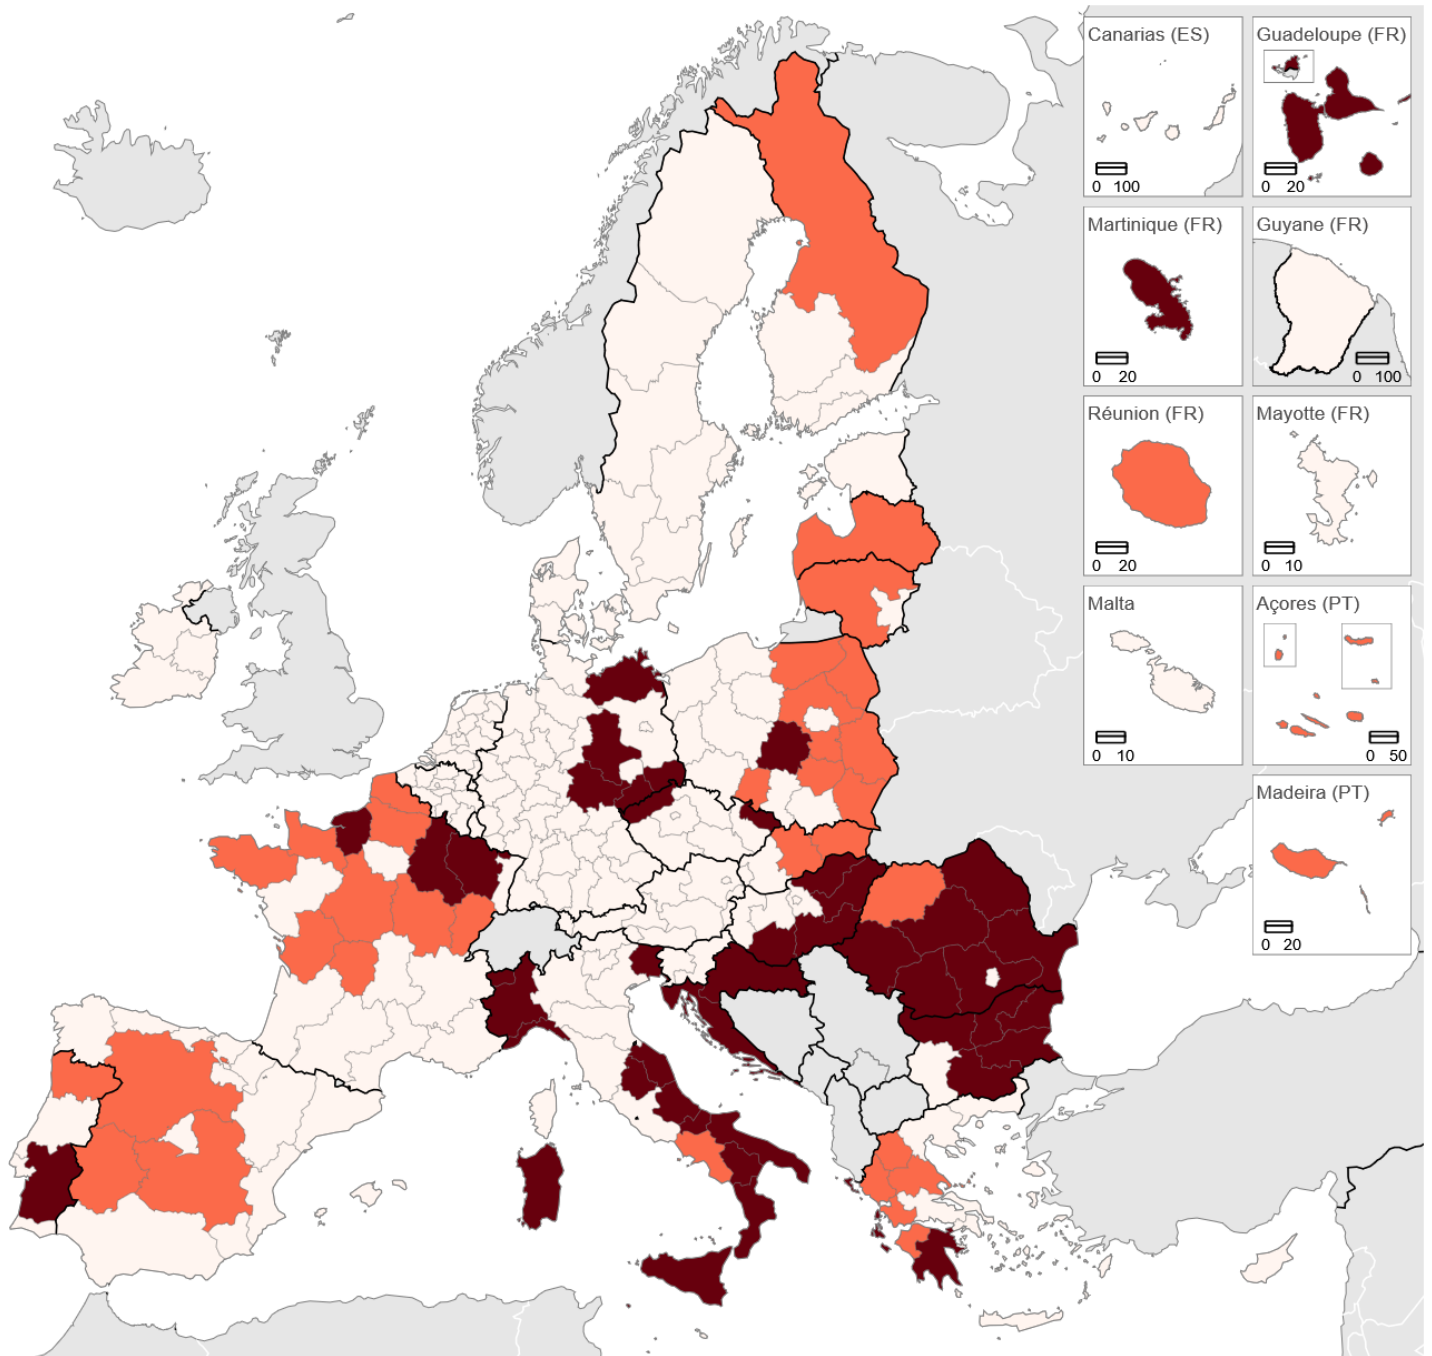 Canarias (ES)
0 100
Guadeloupe (FR)
0 20
Martinique (FR)
0 20
Guyane (FR)
0 100
Réunion (FR)
0 20
Mayotte (FR)
0 10
Malta
0 10
Açores (PT)
0 50
Madeira (PT)
0 20